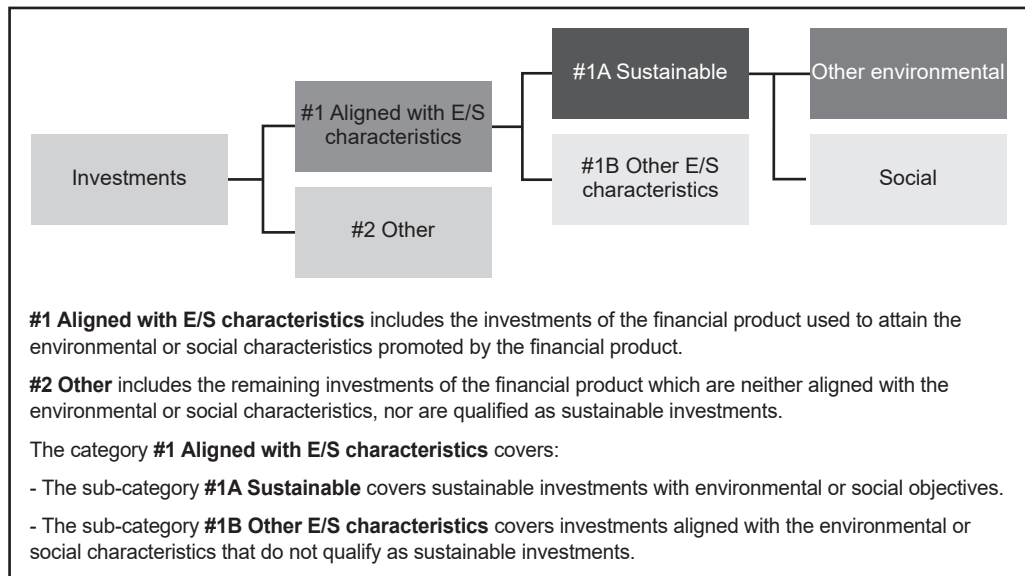 #1A Sustainable
Other environmental
#1 Aligned with E/S
characteristics
Investments
#1B Other E/S
characteristics
Social
#2 Other
#1 Aligned with E/S characteristics includes the investments of the financial product used to attain the
environmental or social characteristics promoted by the financial product.
#2 Other includes the remaining investments of the financial product which are neither aligned with the
environmental or social characteristics, nor are qualified as sustainable investments.
The category #1 Aligned with E/S characteristics covers:
- The sub-category #1A Sustainable covers sustainable investments with environmental or social objectives.
- The sub-category #1B Other E/S characteristics covers investments aligned with the environmental or
social characteristics that do not qualify as sustainable investments.